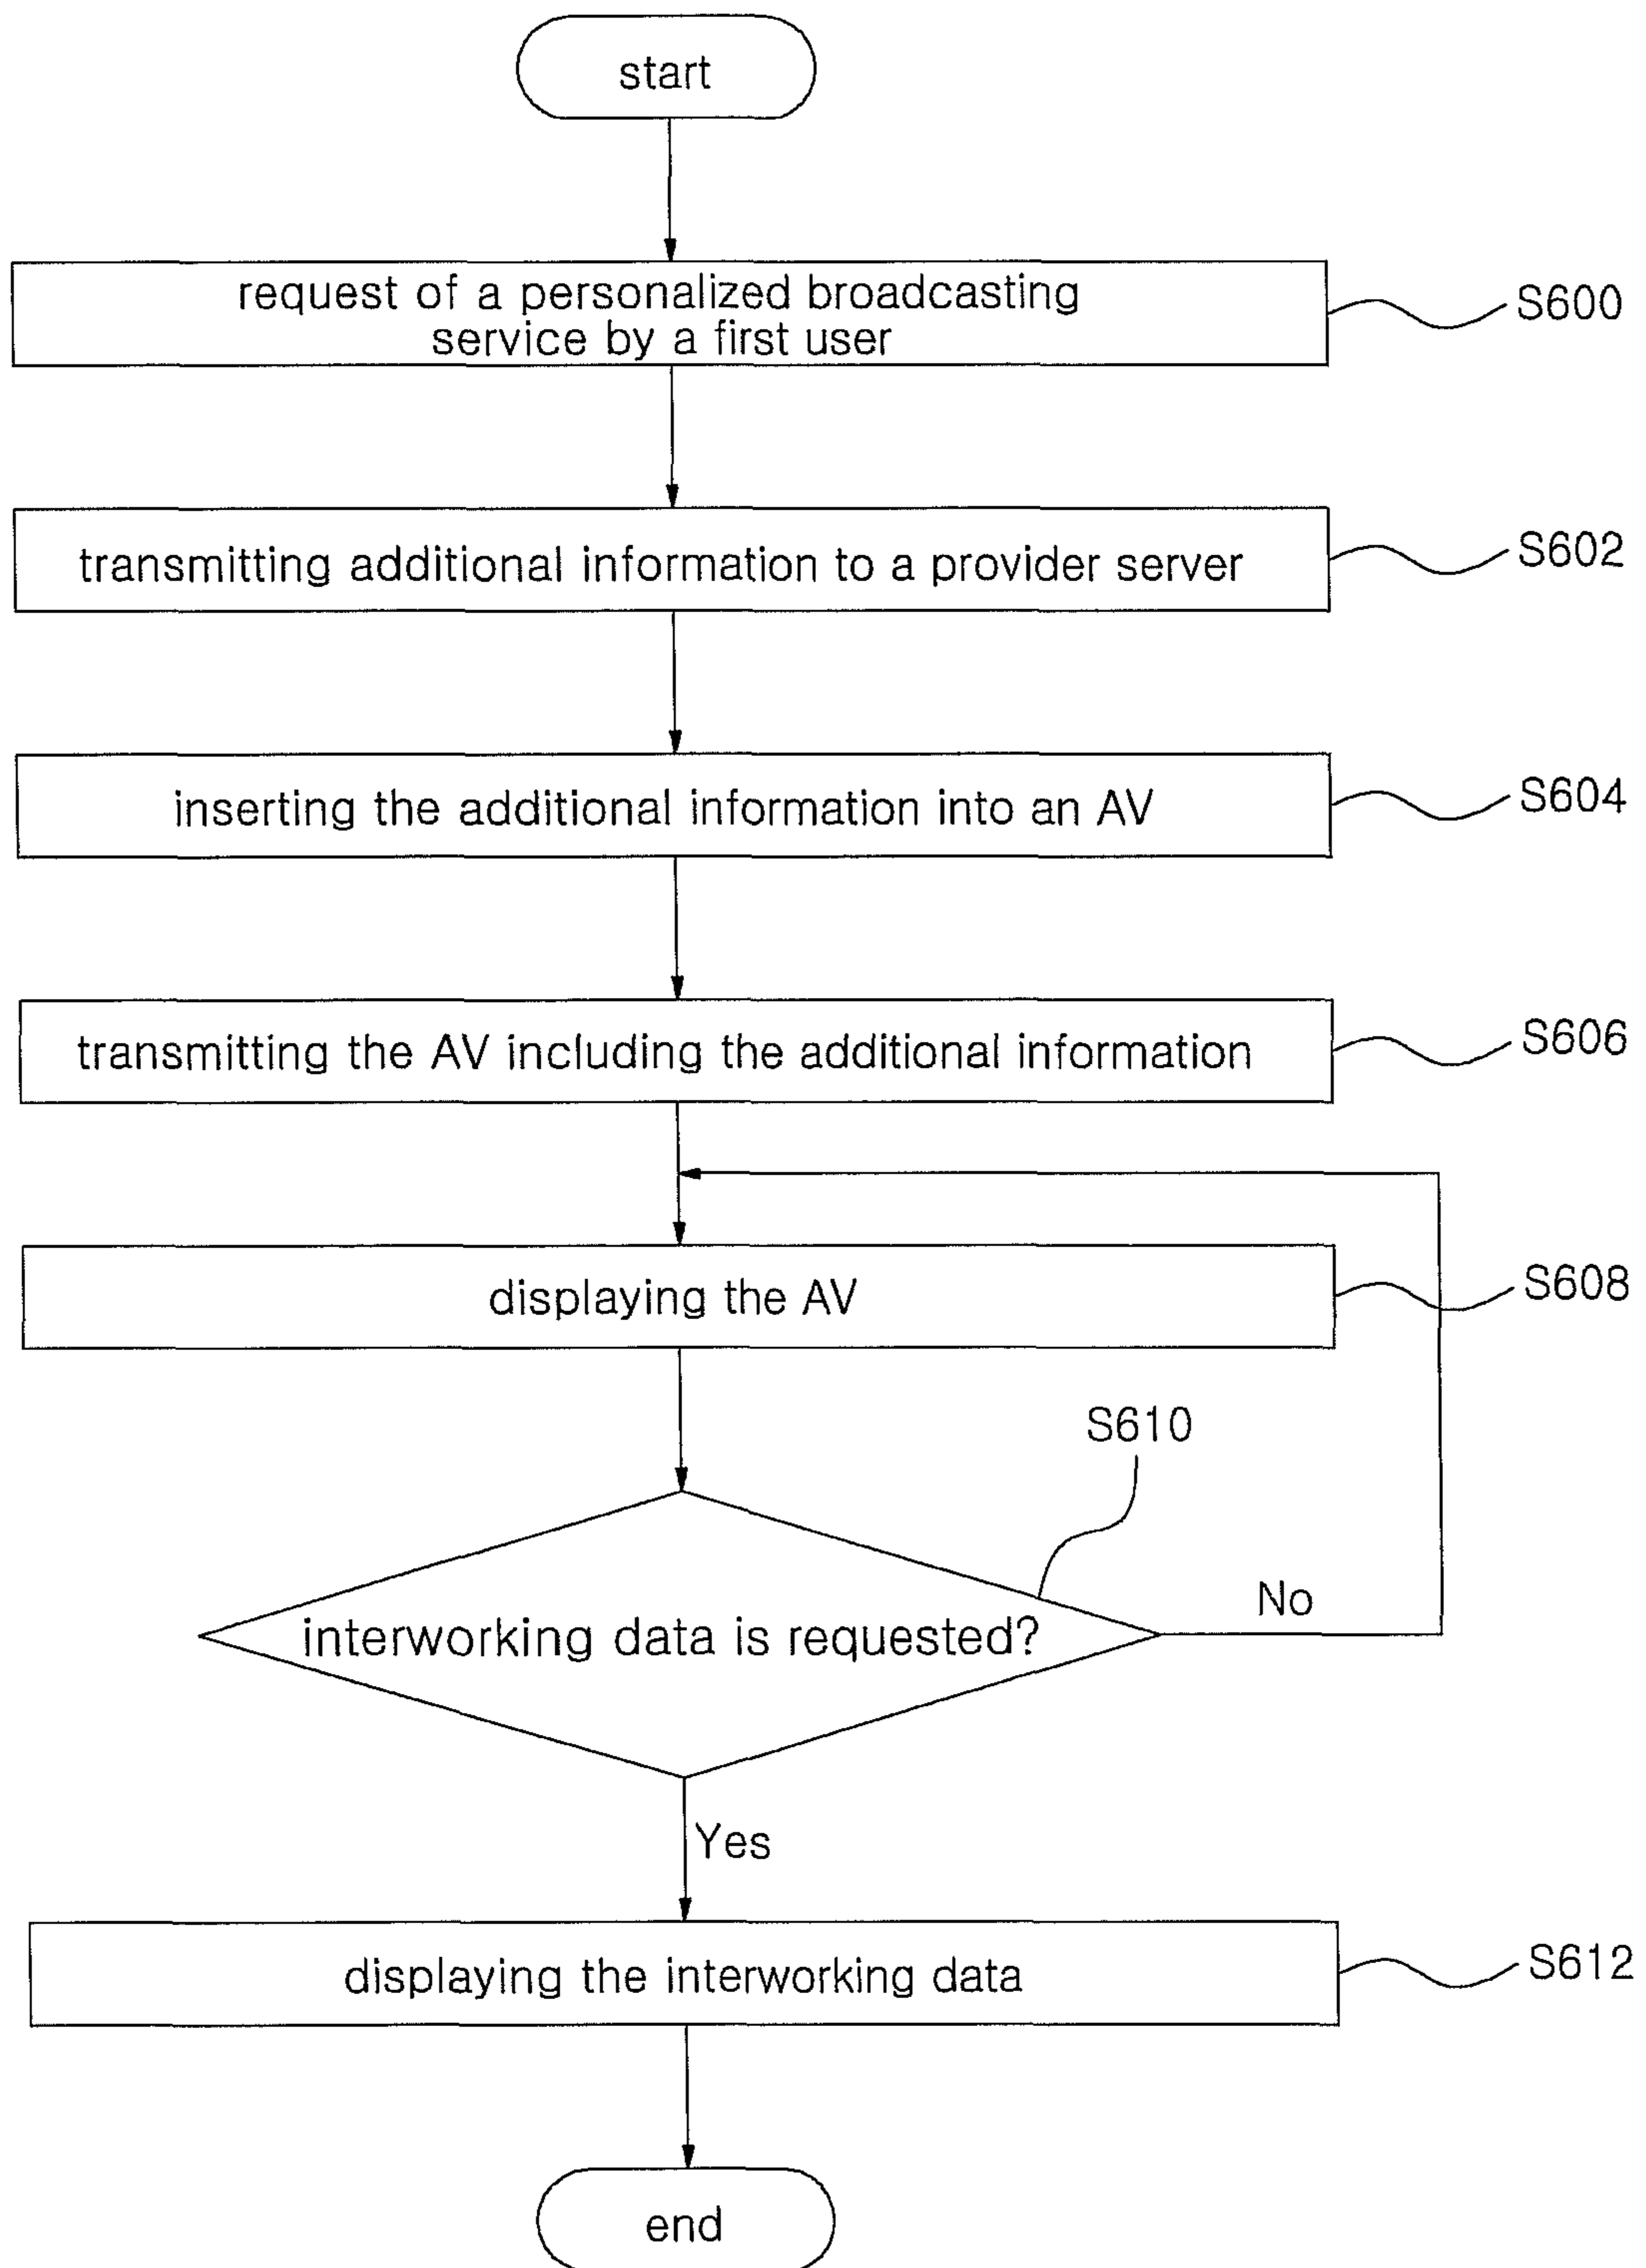 start
request of a personalized broadcasting
service by a first user
S600
transmitting additional information to a provider server
S602
inserting the additional information into an AV
S604
transmitting the AV including the additional information
S606
displaying the AV
S608
S610
interworking data is requested?
No
Yes
displaying the interworking data
S612
end